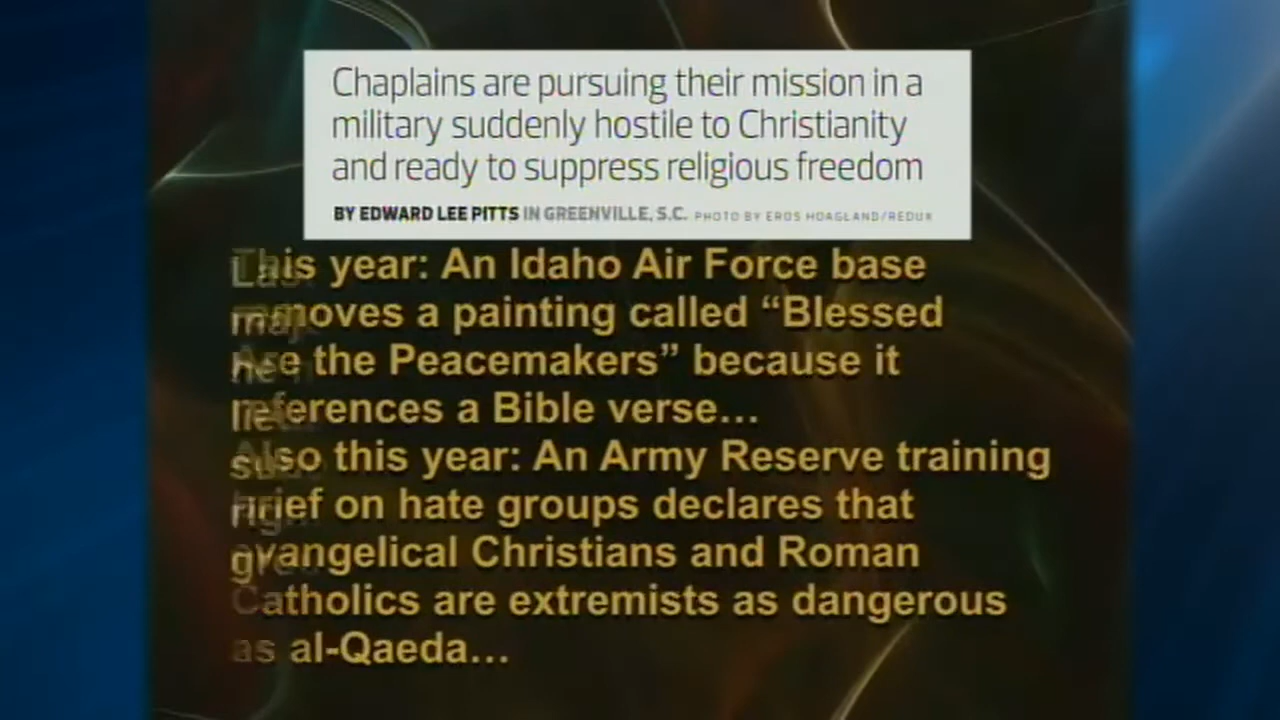 Chaplains are pursuing their mission in a
military suddenly hostile to Christianity
and ready to suppress religious freedom
BY EDWARD LEE PITTS IN GREENVILLE, S.C. PHOTO BY EROS HOAGLAND/REDUX
This year: An Idaho Air Force base
removes a painting called “Blessed
Are the Peacemakers” because it
references a Bible verse...
Also this year: An Army Reserve training
brief on hate groups declares that
evangelical Christians and Roman
Catholics are extremists as dangerous
as al-Qaeda...